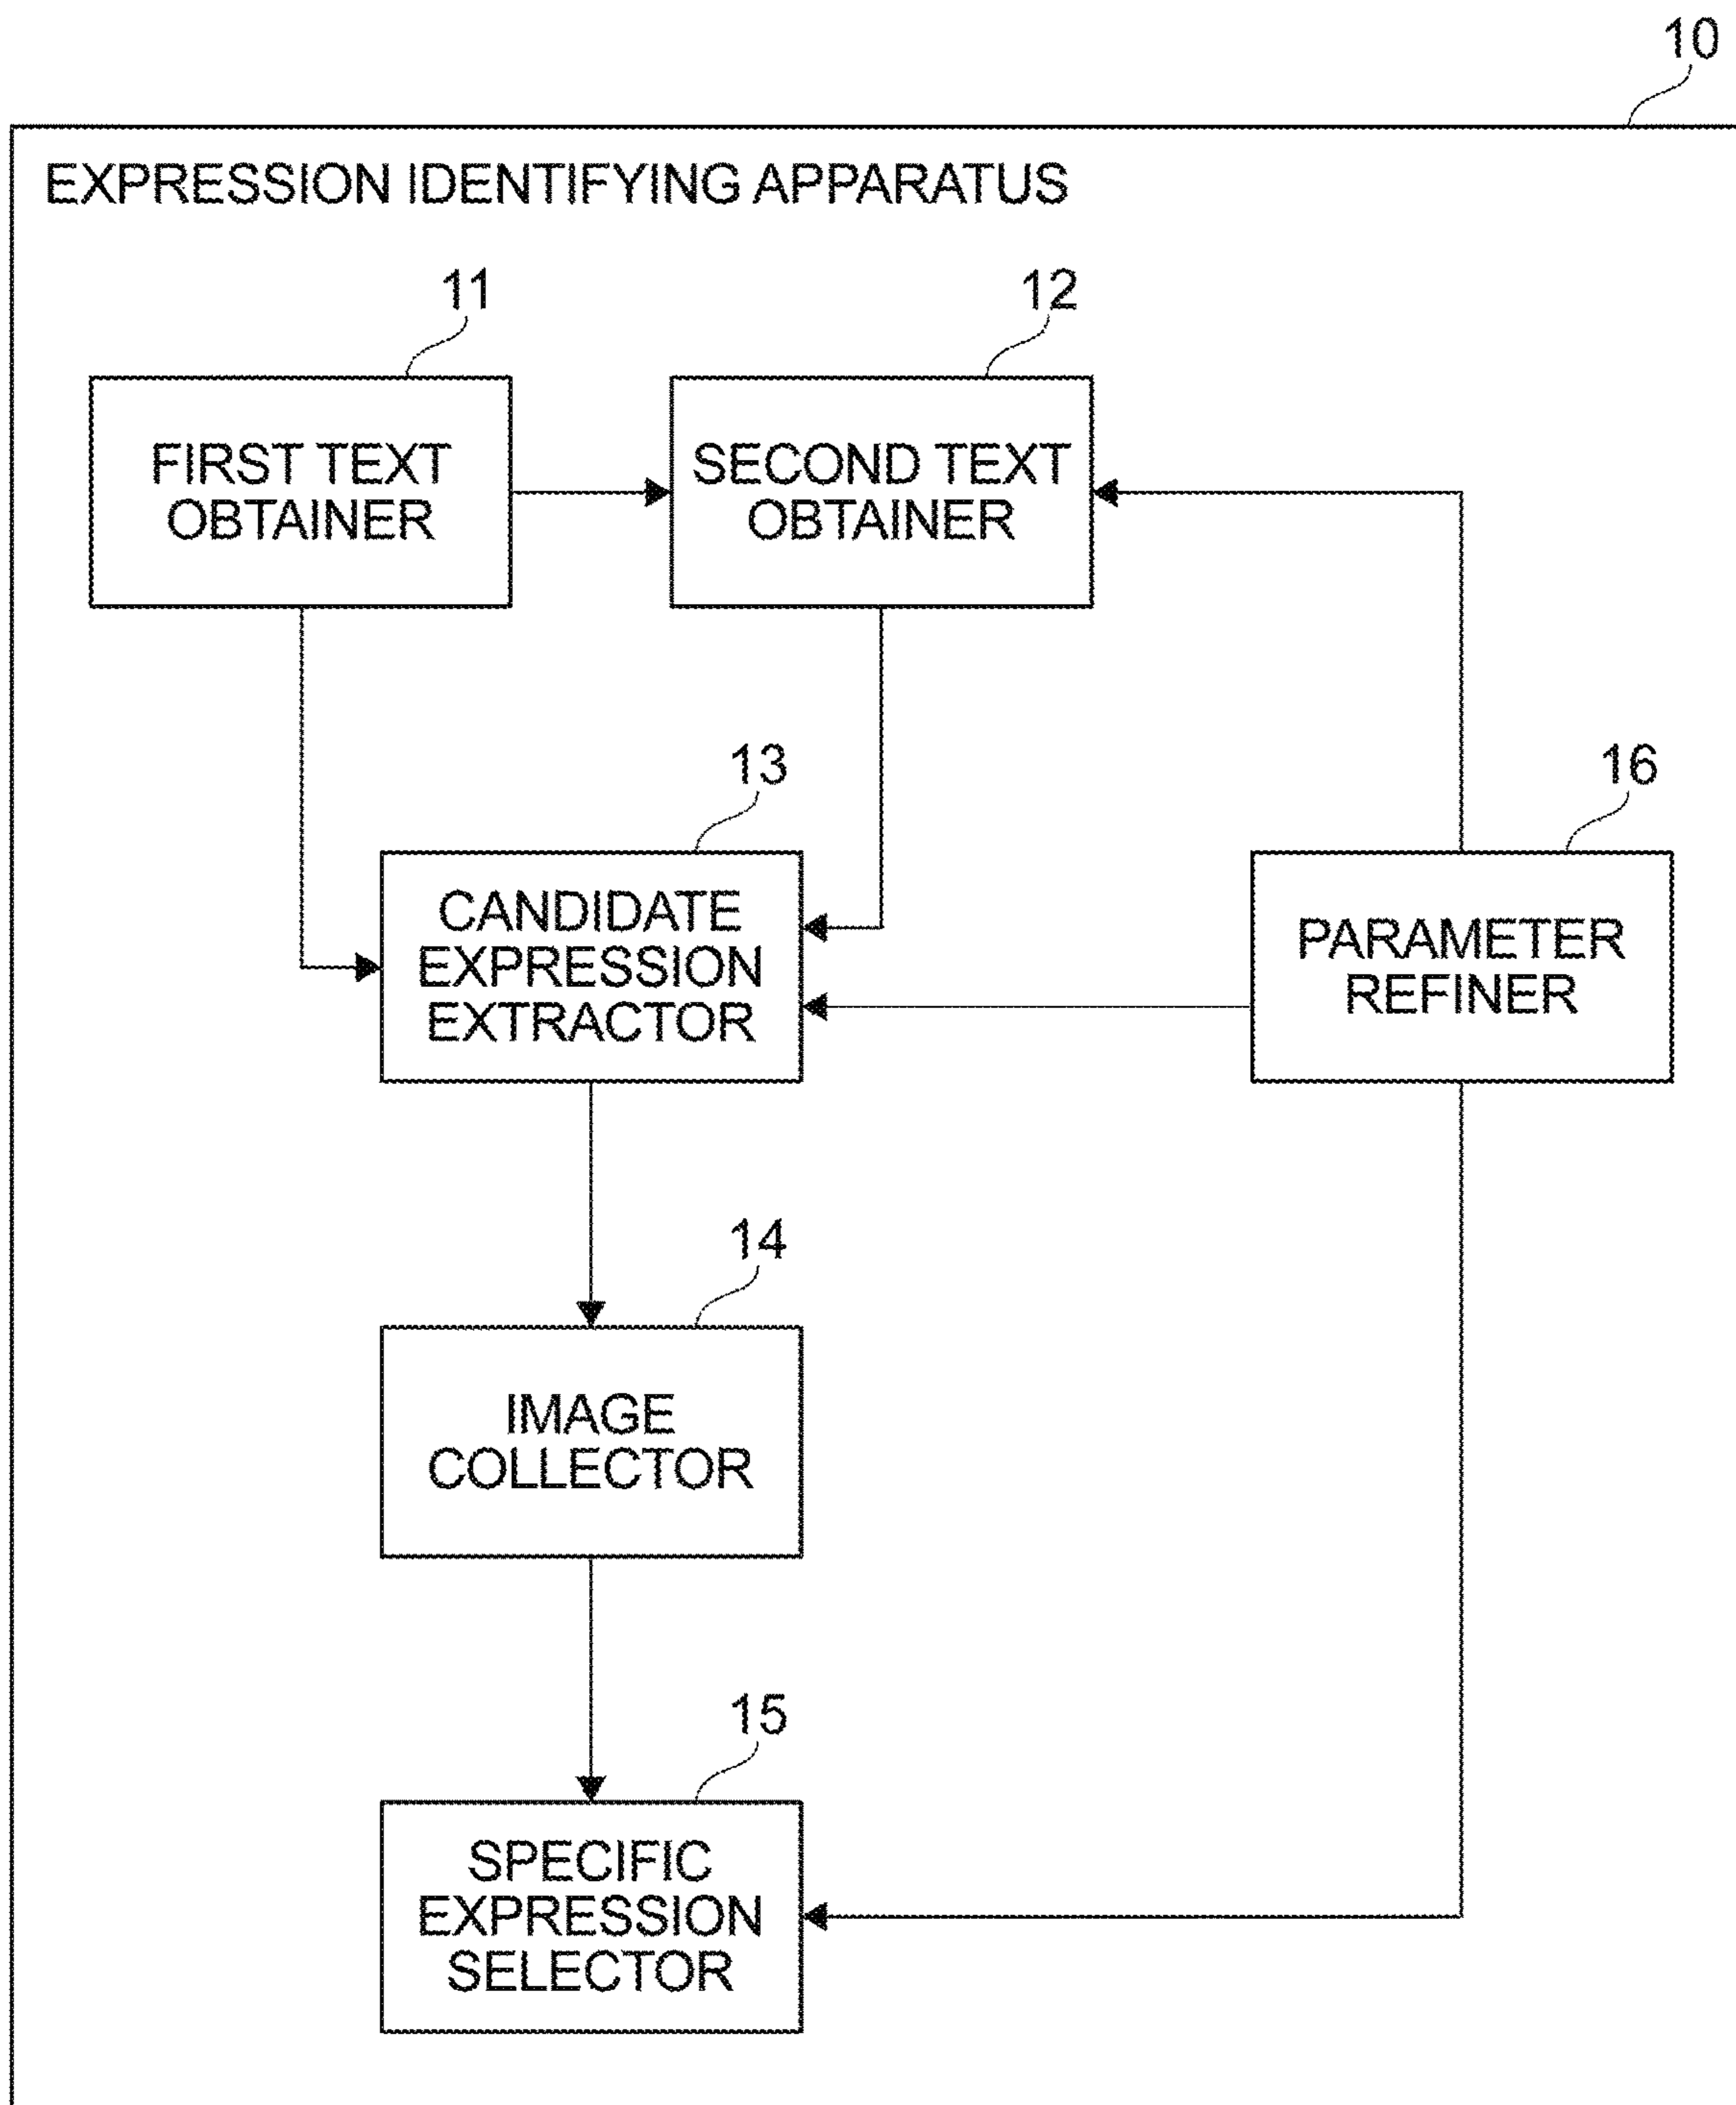 10
EXPRESSION IDENTIFYING APPARATUS
11
12
FIRST TEXT
OBTAINER
SECOND TEXT
OBTAINER
13
16
CANDIDATE
EXPRESSION
EXTRACTOR
PARAMETER
REFINER
14
IMAGE
COLLECTOR
15
SPECIFIC
EXPRESSION
SELECTOR